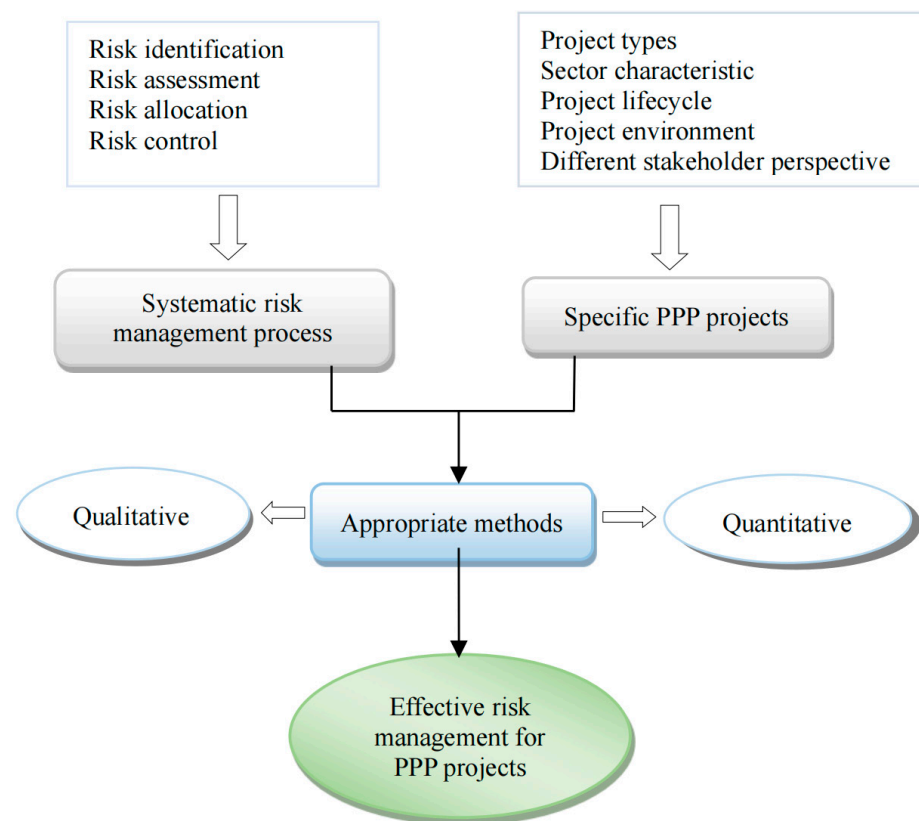 Risk identification
Risk assessment
Risk allocation
Risk control
Project types
Sector characteristic
Project lifecycle
Project environment
Different stakeholder perspective
Systematic risk
management process
Specific PPP projects
Qualitative
Appropriate methods
Quantitative
Effective risk
management for
PPP projects